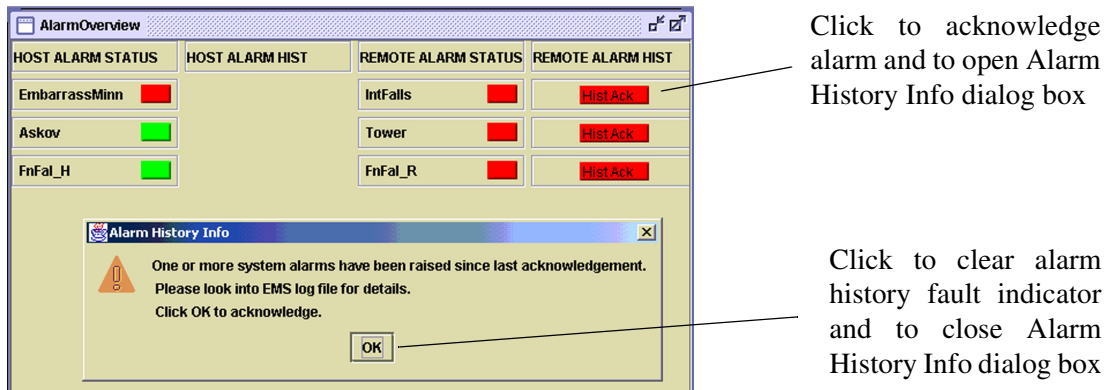 AlarmOverview
HOST ALARM STATUS HOST ALARM HIST REMOTE ALARM STATUS REMOTE ALARM HIST
EmbarrassMinn IntFalls Hist Ack
Askov Tower Hist Ack
FnFal_H FnFal_R Hist Ack
Alarm History Info
One or more system alarms have been raised since last acknowledgement.
Please look into EMS log file for details.
Click OK to acknowledge.
OK
Click to acknowledge
alarm and to open Alarm
History Info dialog box
Click to clear alarm
history fault indicator
and to close Alarm
History Info dialog box